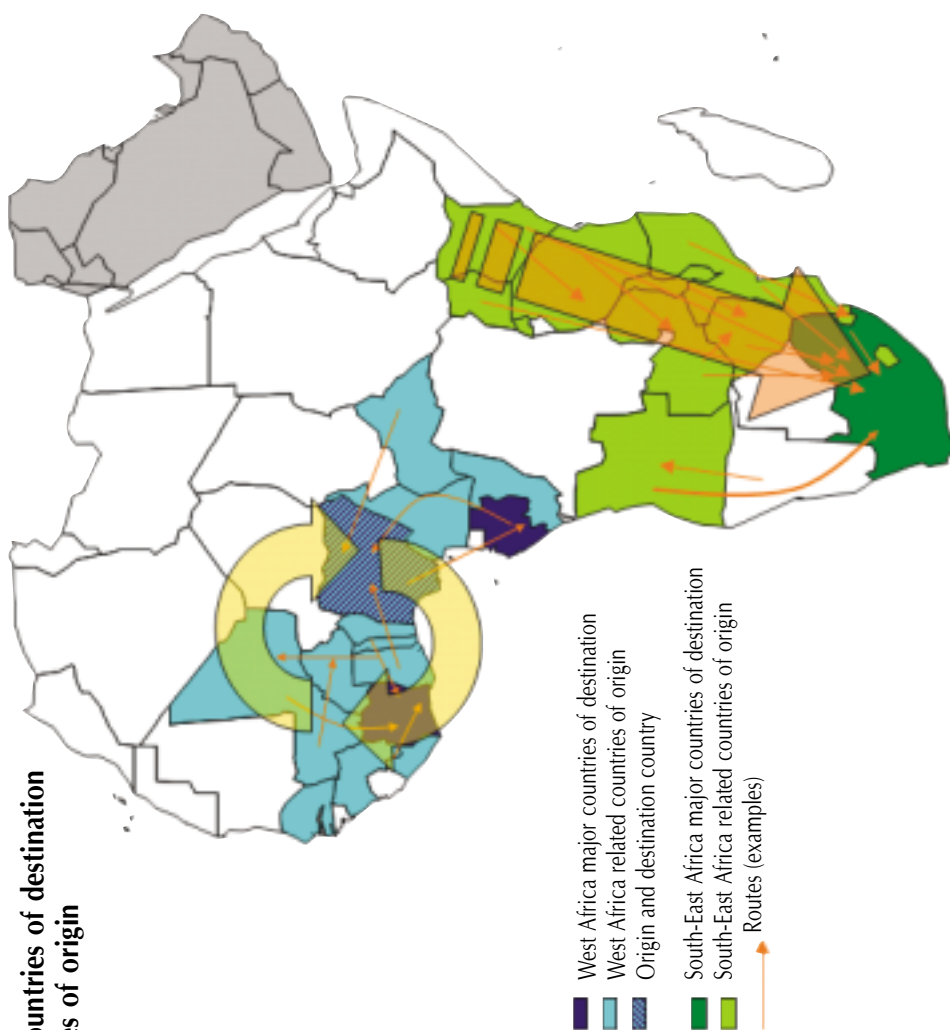 ountries of destination
es of origin
West Africa major countries of destination
West Africa related countries of origin
Origin and destination country
South-East Africa major countries of destination
South-East Africa related countries of origin
Routes (examples)